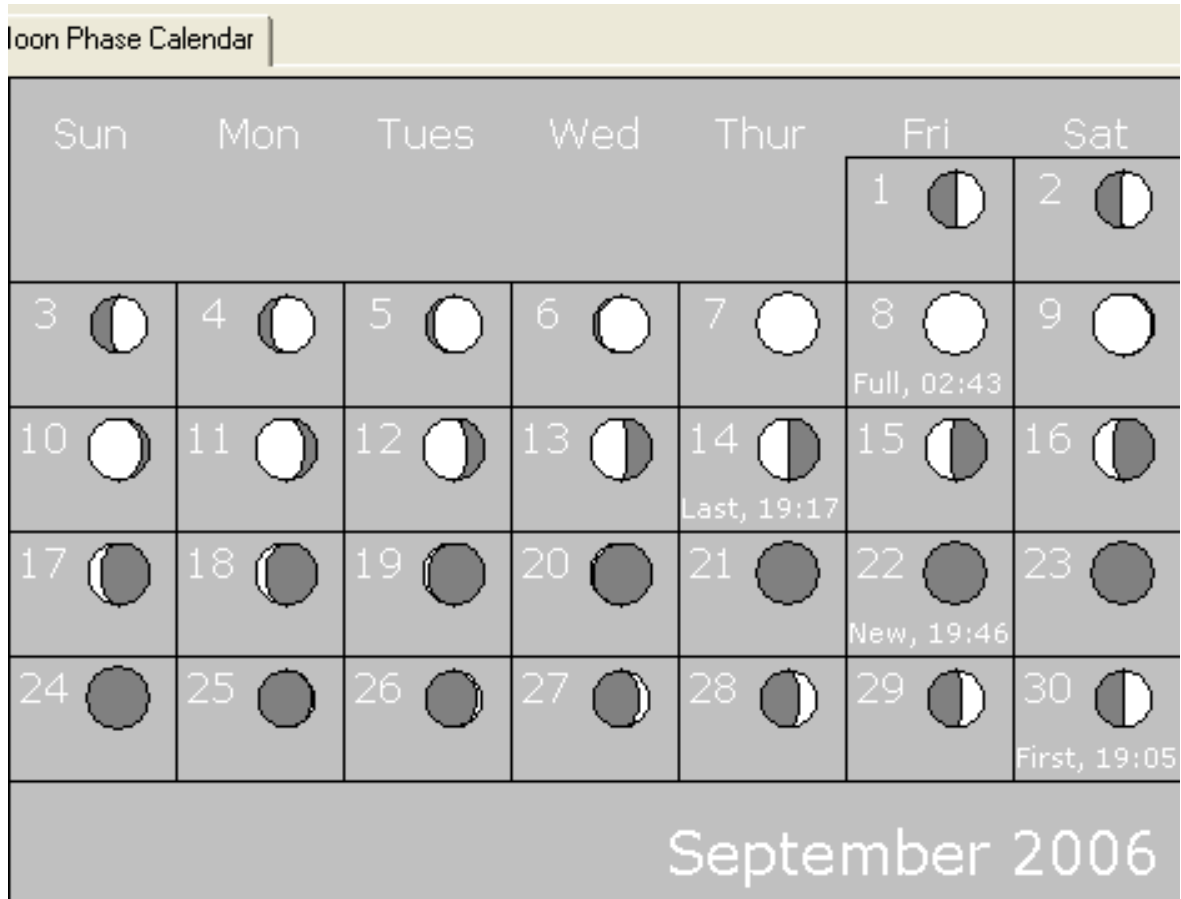 loon Phase Calendar
Sun Mon Tues Wed Thur Fri Sat
1 2
3 4 5 6 7 8 9
Full, 02:43
10 11 12 13 14 15 16
Last, 19:17
17 18 19 20 21 22 23
New, 19:46
24 25 26 27 28 29 30
First, 19:05
September 2006